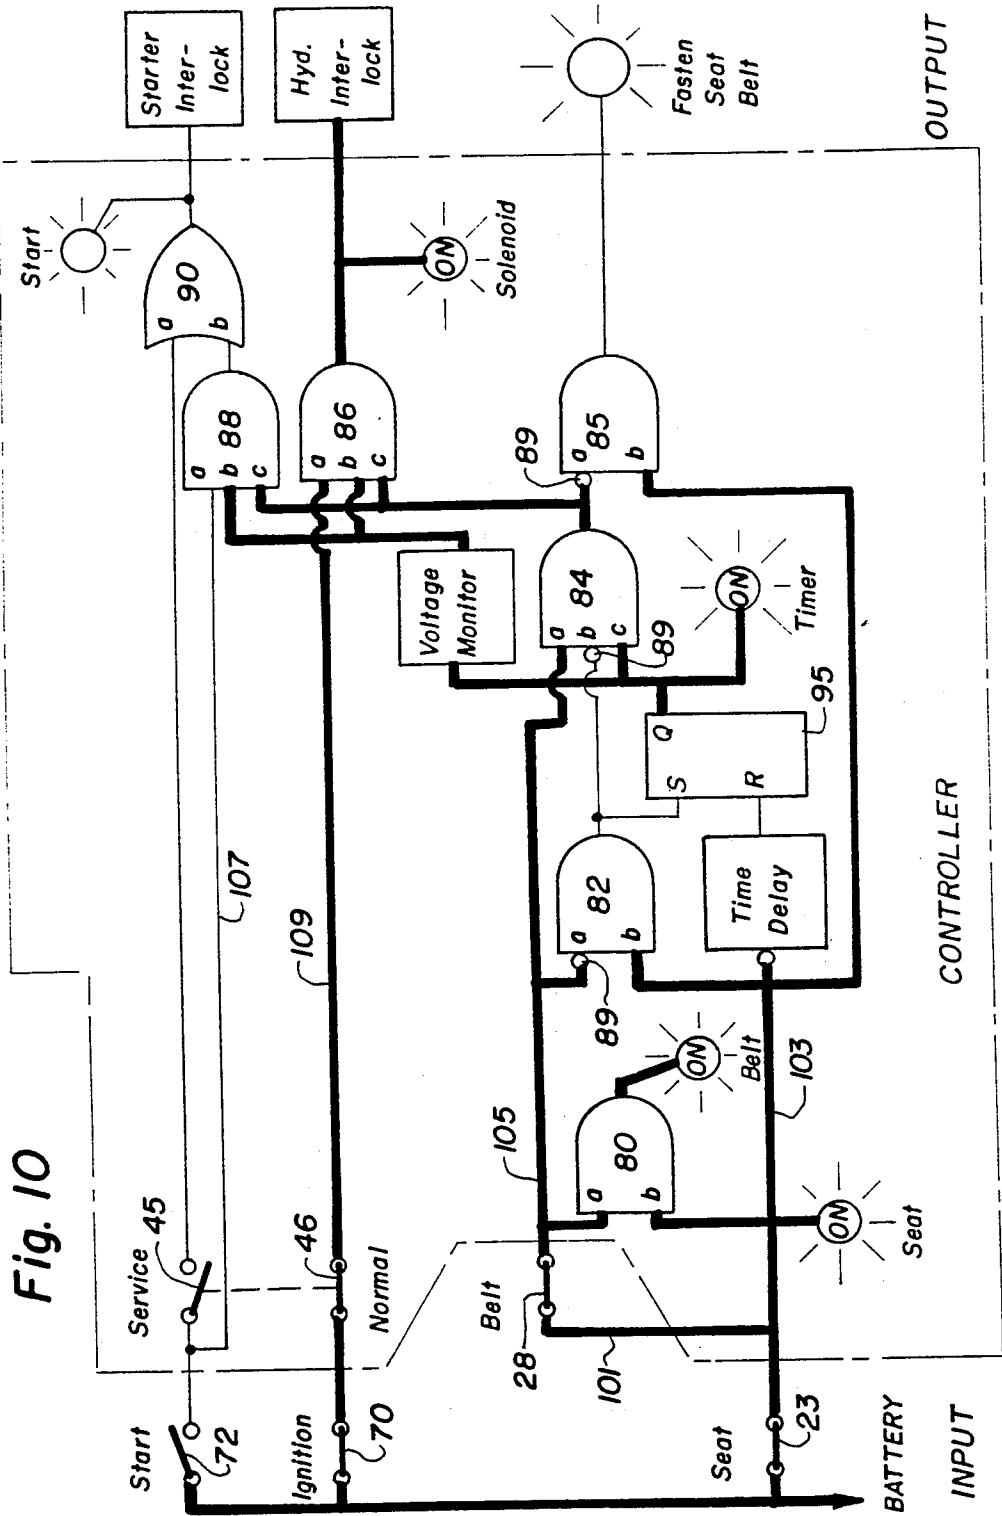 Fig. 10
Start
72
Service
45
107
a
b
90
Start
Starter
Inter-
lock
a
b
c
88
Ignition
70
46
Normal
109
a
b
c
86
ON
Solenoid
Hyd.
Inter-
lock
Voltage
Monitor
Belt
28
101
105
a
b
80
ON
Belt
89
a
b
82
a
b
c
84
89
89
a
b
85
Fasten
Seat
Belt
S
R
Q
95
ON
Timer
Time
Delay
103
Seat
23
ON
Seat
BATTERY
INPUT
CONTROLLER
OUTPUT